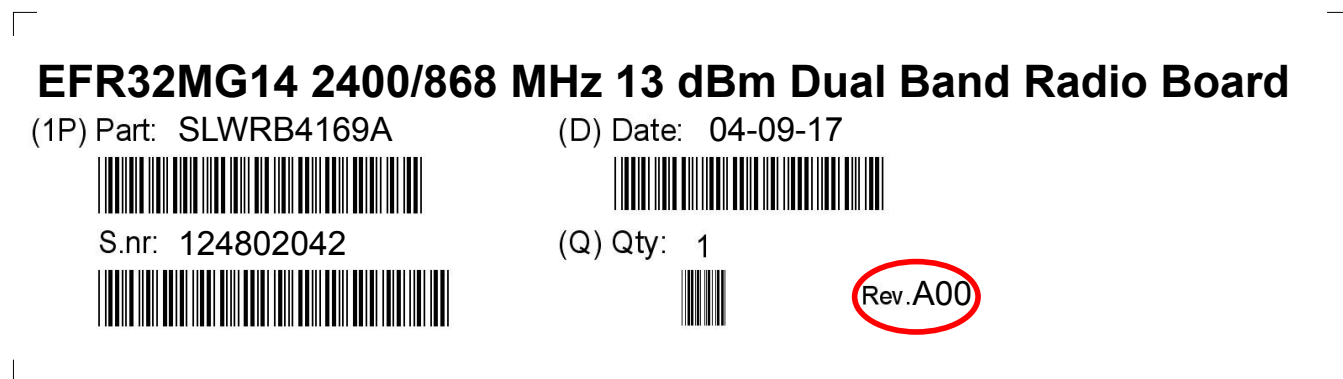 EFR32MG14 2400/868 MHz 13 dBm Dual Band Radio Board
(1P) Part: SLWRB4169A
(D) Date: 04-09-17
S.nr: 124802042
(Q) Qty: 1
Rev.A00